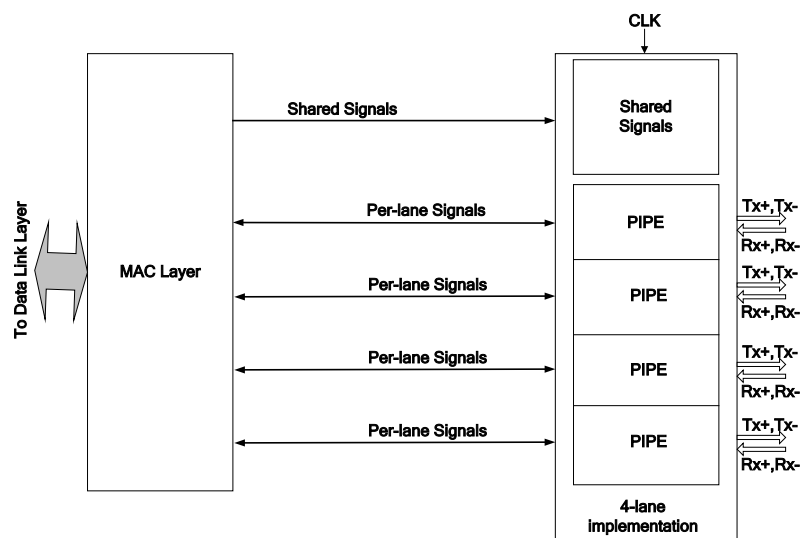 CLK
Shared Signals
Shared
Signals
To Data Link Layer
MAC Layer
Per-lane Signals
PIPE
Tx+,Tx-
Rx+,Rx-
Per-lane Signals
PIPE
Tx+,Tx-
Rx+,Rx-
Per-lane Signals
PIPE
Tx+,Tx-
Rx+,Rx-
Per-lane Signals
PIPE
Tx+,Tx-
Rx+,Rx-
4-lane
implementation